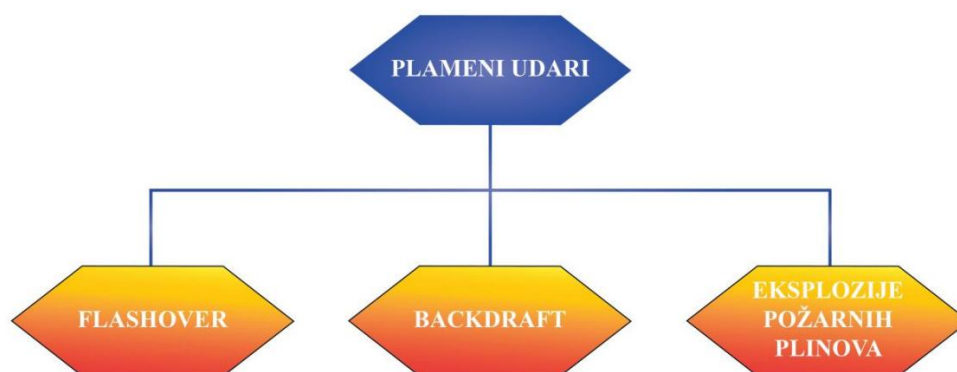 PLAMENI UDARI
FLASHOVER
BACKDRAFT
EKSPLOZIJE
POŽARNIH
PLINOVA